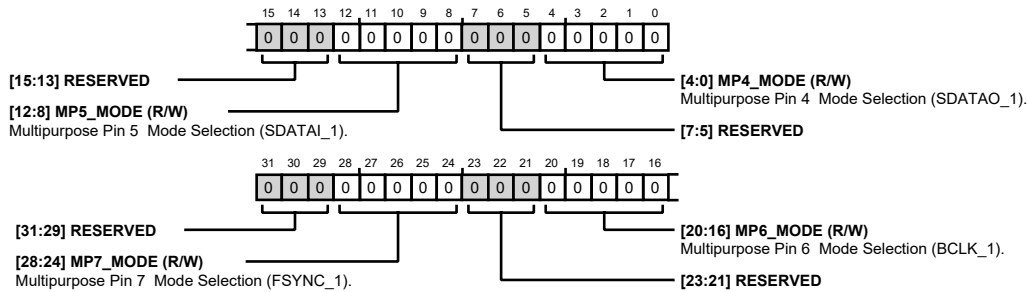 15 14 13 12 11 10 9 8 7 6 5 4 3 2 1 0
0 0 0 0 0 0 0 0 0 0 0 0 0 0 0 0
[15:13] RESERVED
[12:8] MP5_MODE (R/W)
Multipurpose Pin 5 Mode Selection (SDATAI_1).
[4:0] MP4_MODE (R/W)
Multipurpose Pin 4 Mode Selection (SDATAO_1).
[7:5] RESERVED
31 30 29 28 27 26 25 24 23 22 21 20 19 18 17 16
0 0 0 0 0 0 0 0 0 0 0 0 0 0 0 0
[31:29] RESERVED
[28:24] MP7_MODE (R/W)
Multipurpose Pin 7 Mode Selection (FSYNC_1).
[20:16] MP6_MODE (R/W)
Multipurpose Pin 6 Mode Selection (BCLK_1).
[23:21] RESERVED